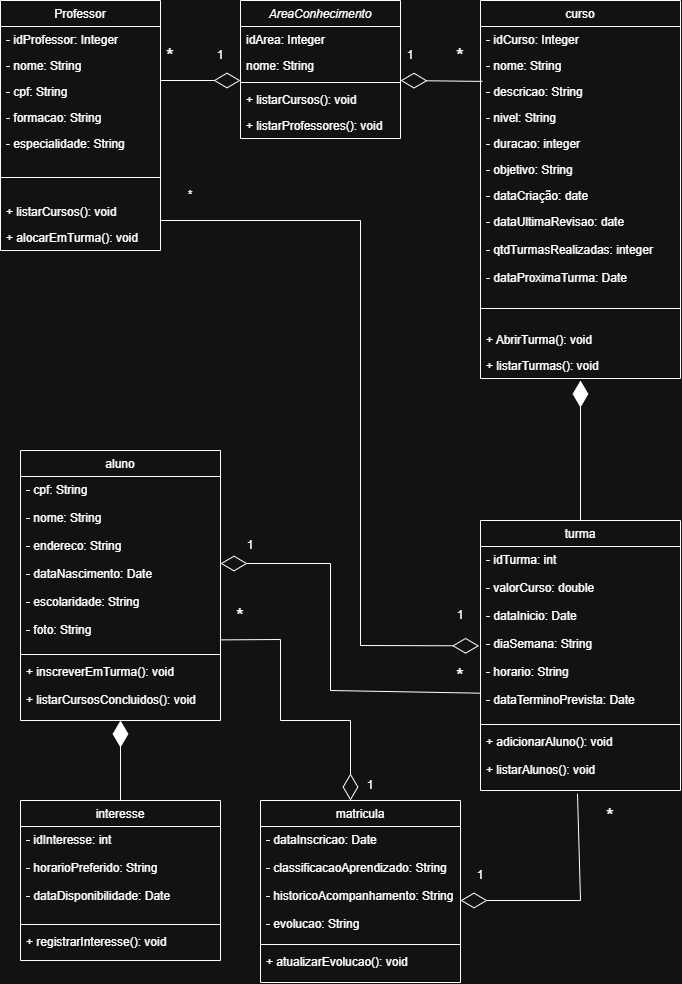 Professor
- idProfessor: Integer
- nome: String
- cpf: String
- formacao: String
- especialidade: String
+ listarCursos(): void
+ alocarEmTurma(): void
*
1
AreaConhecimento
idArea: Integer
nome: String
+ listarCursos(): void
+ listarProfessores(): void
1
*
curso
- idCurso: Integer
- nome: String
- descricao: String
- nivel: String
- duracao: integer
- objetivo: String
- dataCriação: date
- dataUltimaRevisao: date
- qtdTurmasRealizadas: integer
- dataProximaTurma: Date
+ AbrirTurma(): void
+ listarTurmas(): void
*
aluno
- cpf: String
- nome: String
- endereco: String
- dataNascimento: Date
- escolaridade: String
- foto: String
+ inscreverEmTurma(): void
+ listarCursosConcluidos(): void
1
*
1
*
turma
- idTurma: int
- valorCurso: double
- dataInicio: Date
- diaSemana: String
- horario: String
- dataTerminoPrevista: Date
+ adicionarAluno(): void
+ listarAlunos(): void
interesse
- idInteresse: int
- horarioPreferido: String
- dataDisponibilidade: Date
+ registrarInteresse(): void
1
matricula
- dataInscricao: Date
- classificacaoAprendizado: String
- historicoAcompanhamento: String
- evolucao: String
+ atualizarEvolucao(): void
1
*